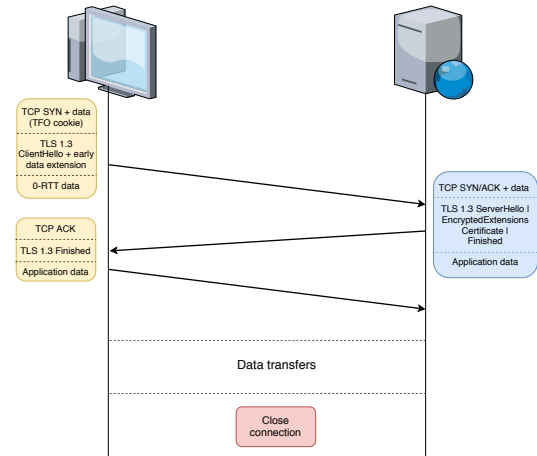 TCP SYN + data
(TFO cookie)
TLS 1.3
ClientHello + early
data extension
0-RTT data
TCP SYN/ACK + data
TLS 1.3 ServerHello |
EncryptedExtensions
Certificate |
Finished
Application data
TCP ACK
TLS 1.3 Finished
Application data
Data transfers
Close
connection